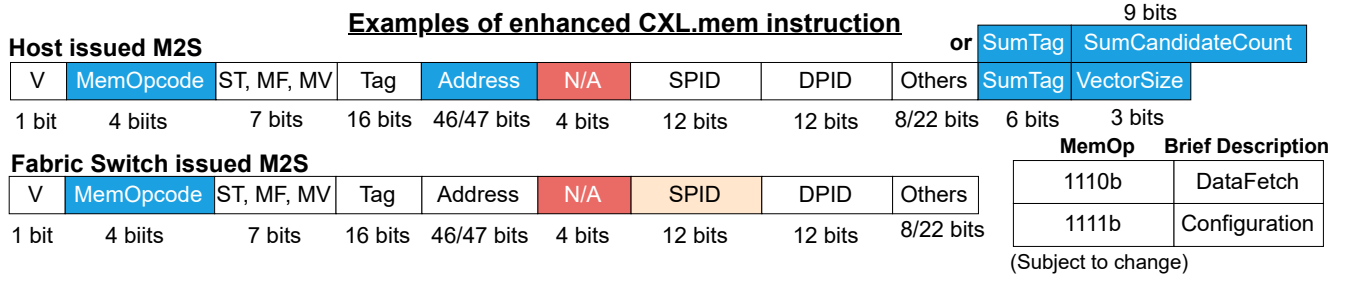 Examples of enhanced CXL.mem instruction
9 bits
Host issued M2S
or SumTag SumCandidateCount
V MemOpcode ST, MF, MV Tag Address N/A SPID DPID Others SumTag VectorSize
1 bit 4 biits 7 bits 16 bits 46/47 bits 4 bits 12 bits 12 bits 8/22 bits 6 bits 3 bits
Fabric Switch issued M2S
V MemOpcode ST, MF, MV Tag Address N/A SPID DPID Others
1 bit 4 biits 7 bits 16 bits 46/47 bits 4 bits 12 bits 12 bits 8/22 bits
MemOp Brief Description
1110b DataFetch
1111b Configuration
(Subject to change)